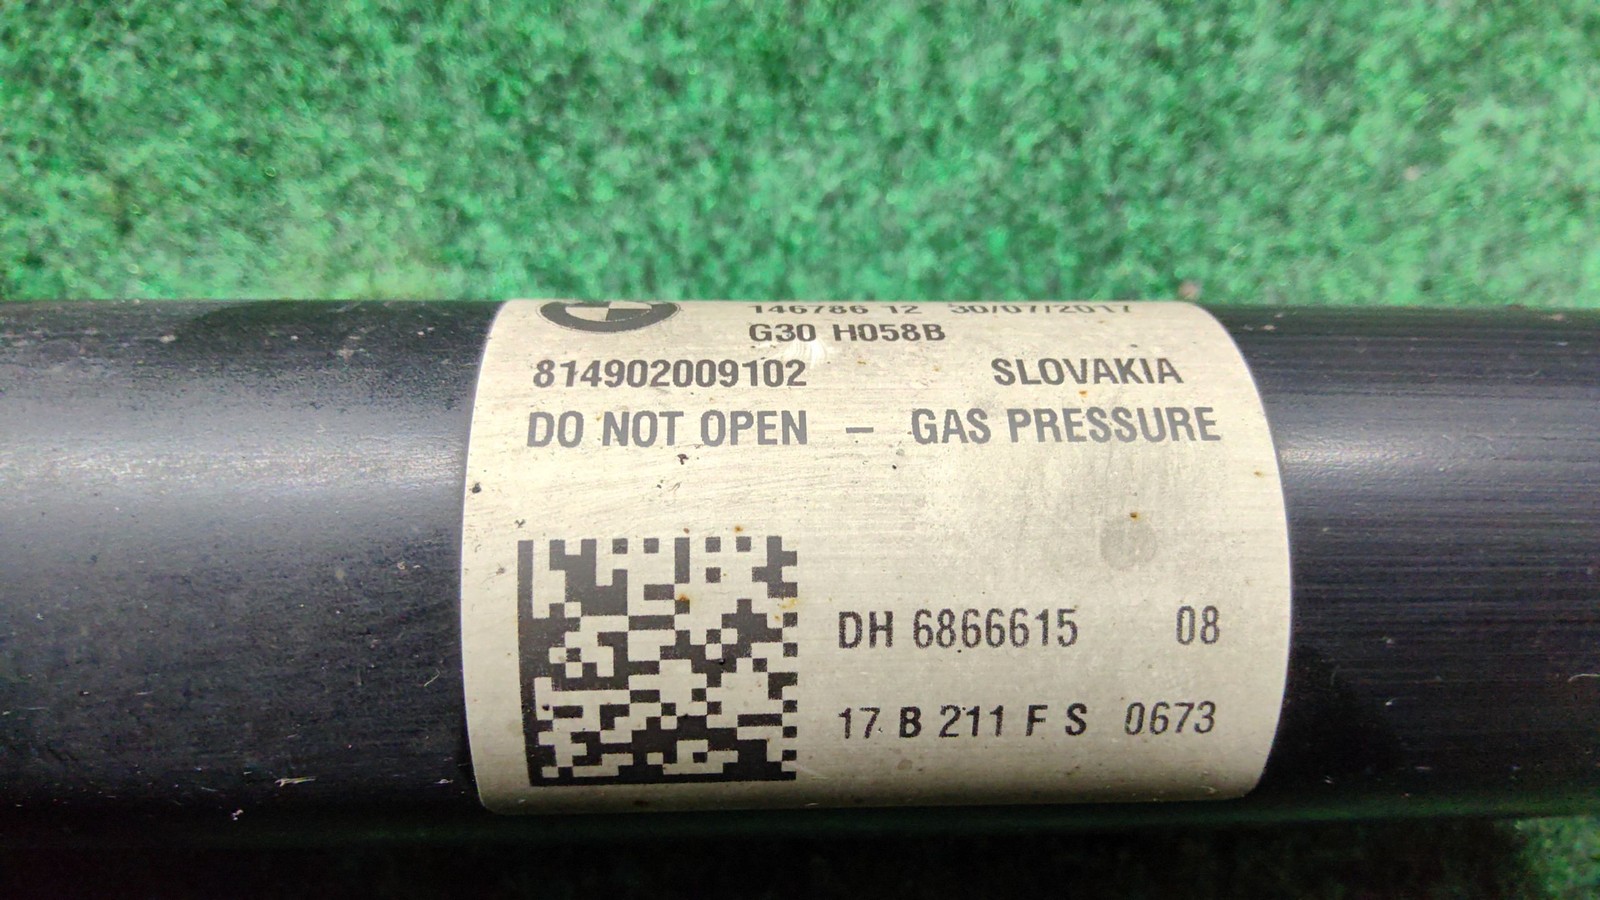 146786 12 30/07/2017
G30 H058B
814902009102 SLOVAKIA
DO NOT OPEN – GAS PRESSURE
DH 6866615 08
17 B 211 F S 0673